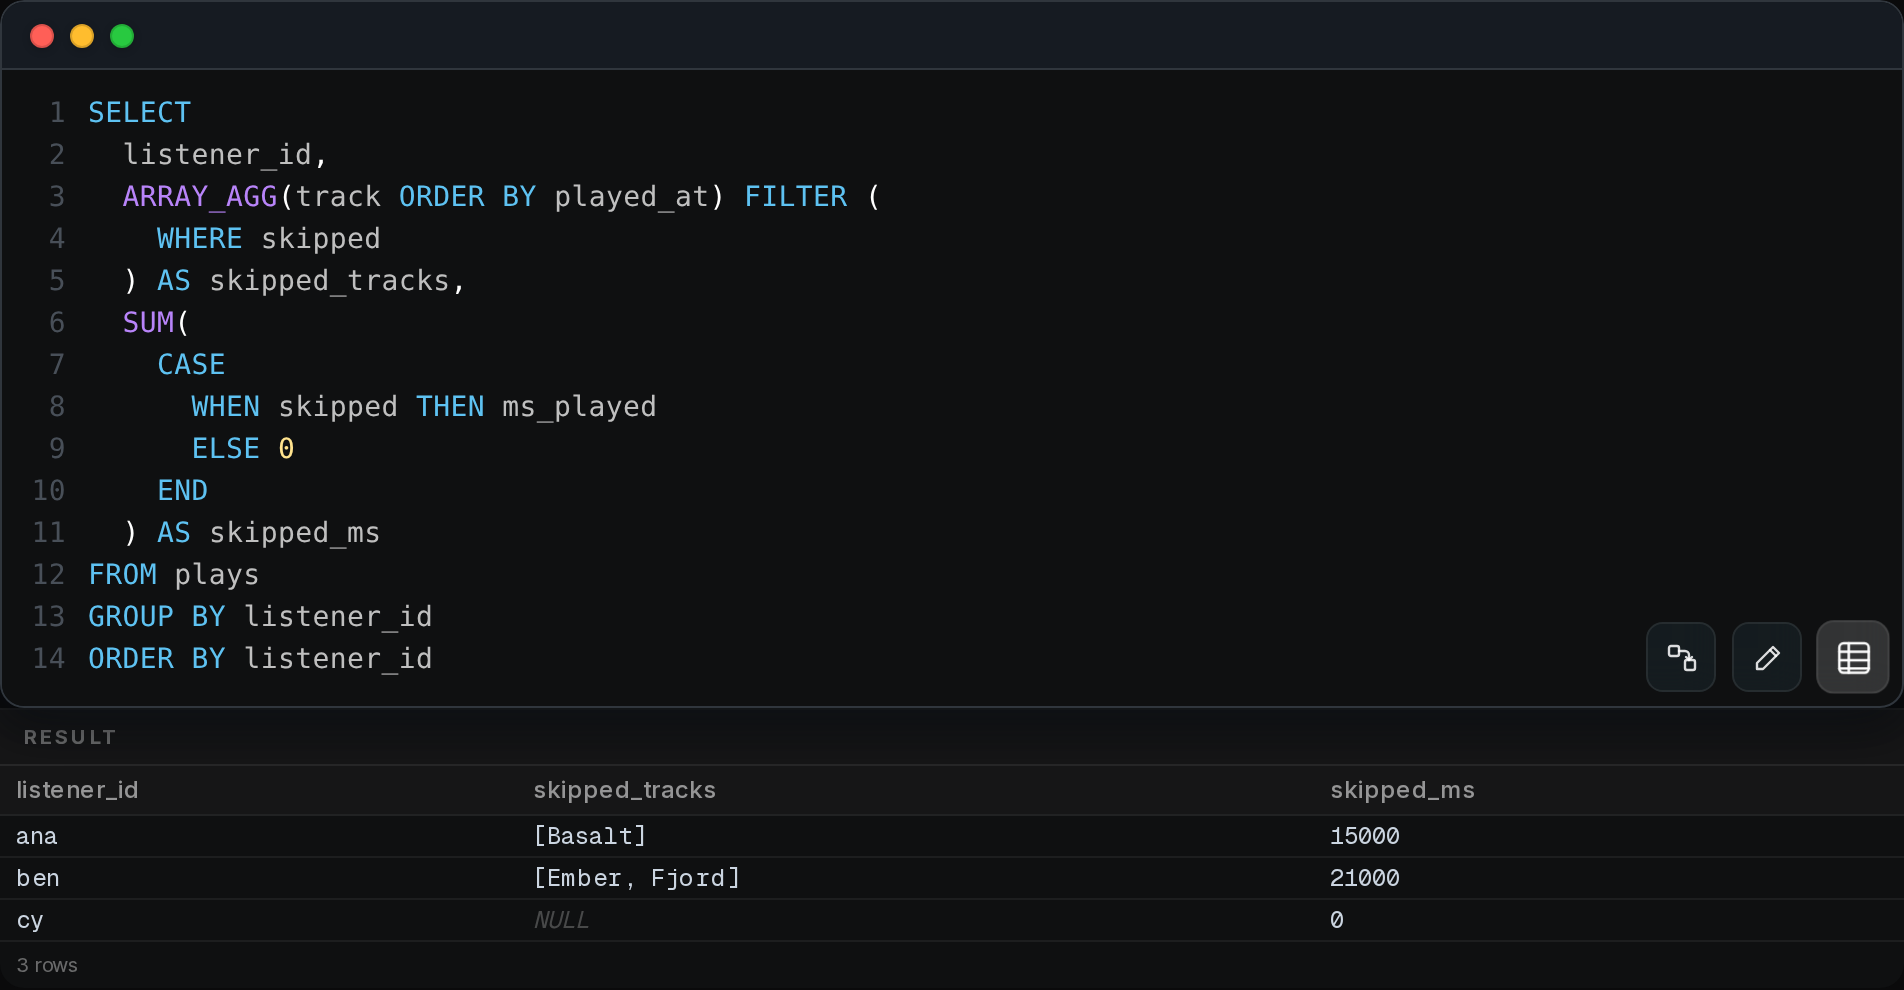 1 SELECT
2   listener_id,
3   ARRAY_AGG(track ORDER BY played_at) FILTER (
4     WHERE skipped
5   ) AS skipped_tracks,
6   SUM(
7     CASE
8       WHEN skipped THEN ms_played
9       ELSE 0
10     END
11   ) AS skipped_ms
12 FROM plays
13 GROUP BY listener_id
14 ORDER BY listener_id
RESULT
listener_id skipped_tracks skipped_ms
ana [Basalt] 15000
ben [Ember, Fjord] 21000
cy NULL 0
3 rows